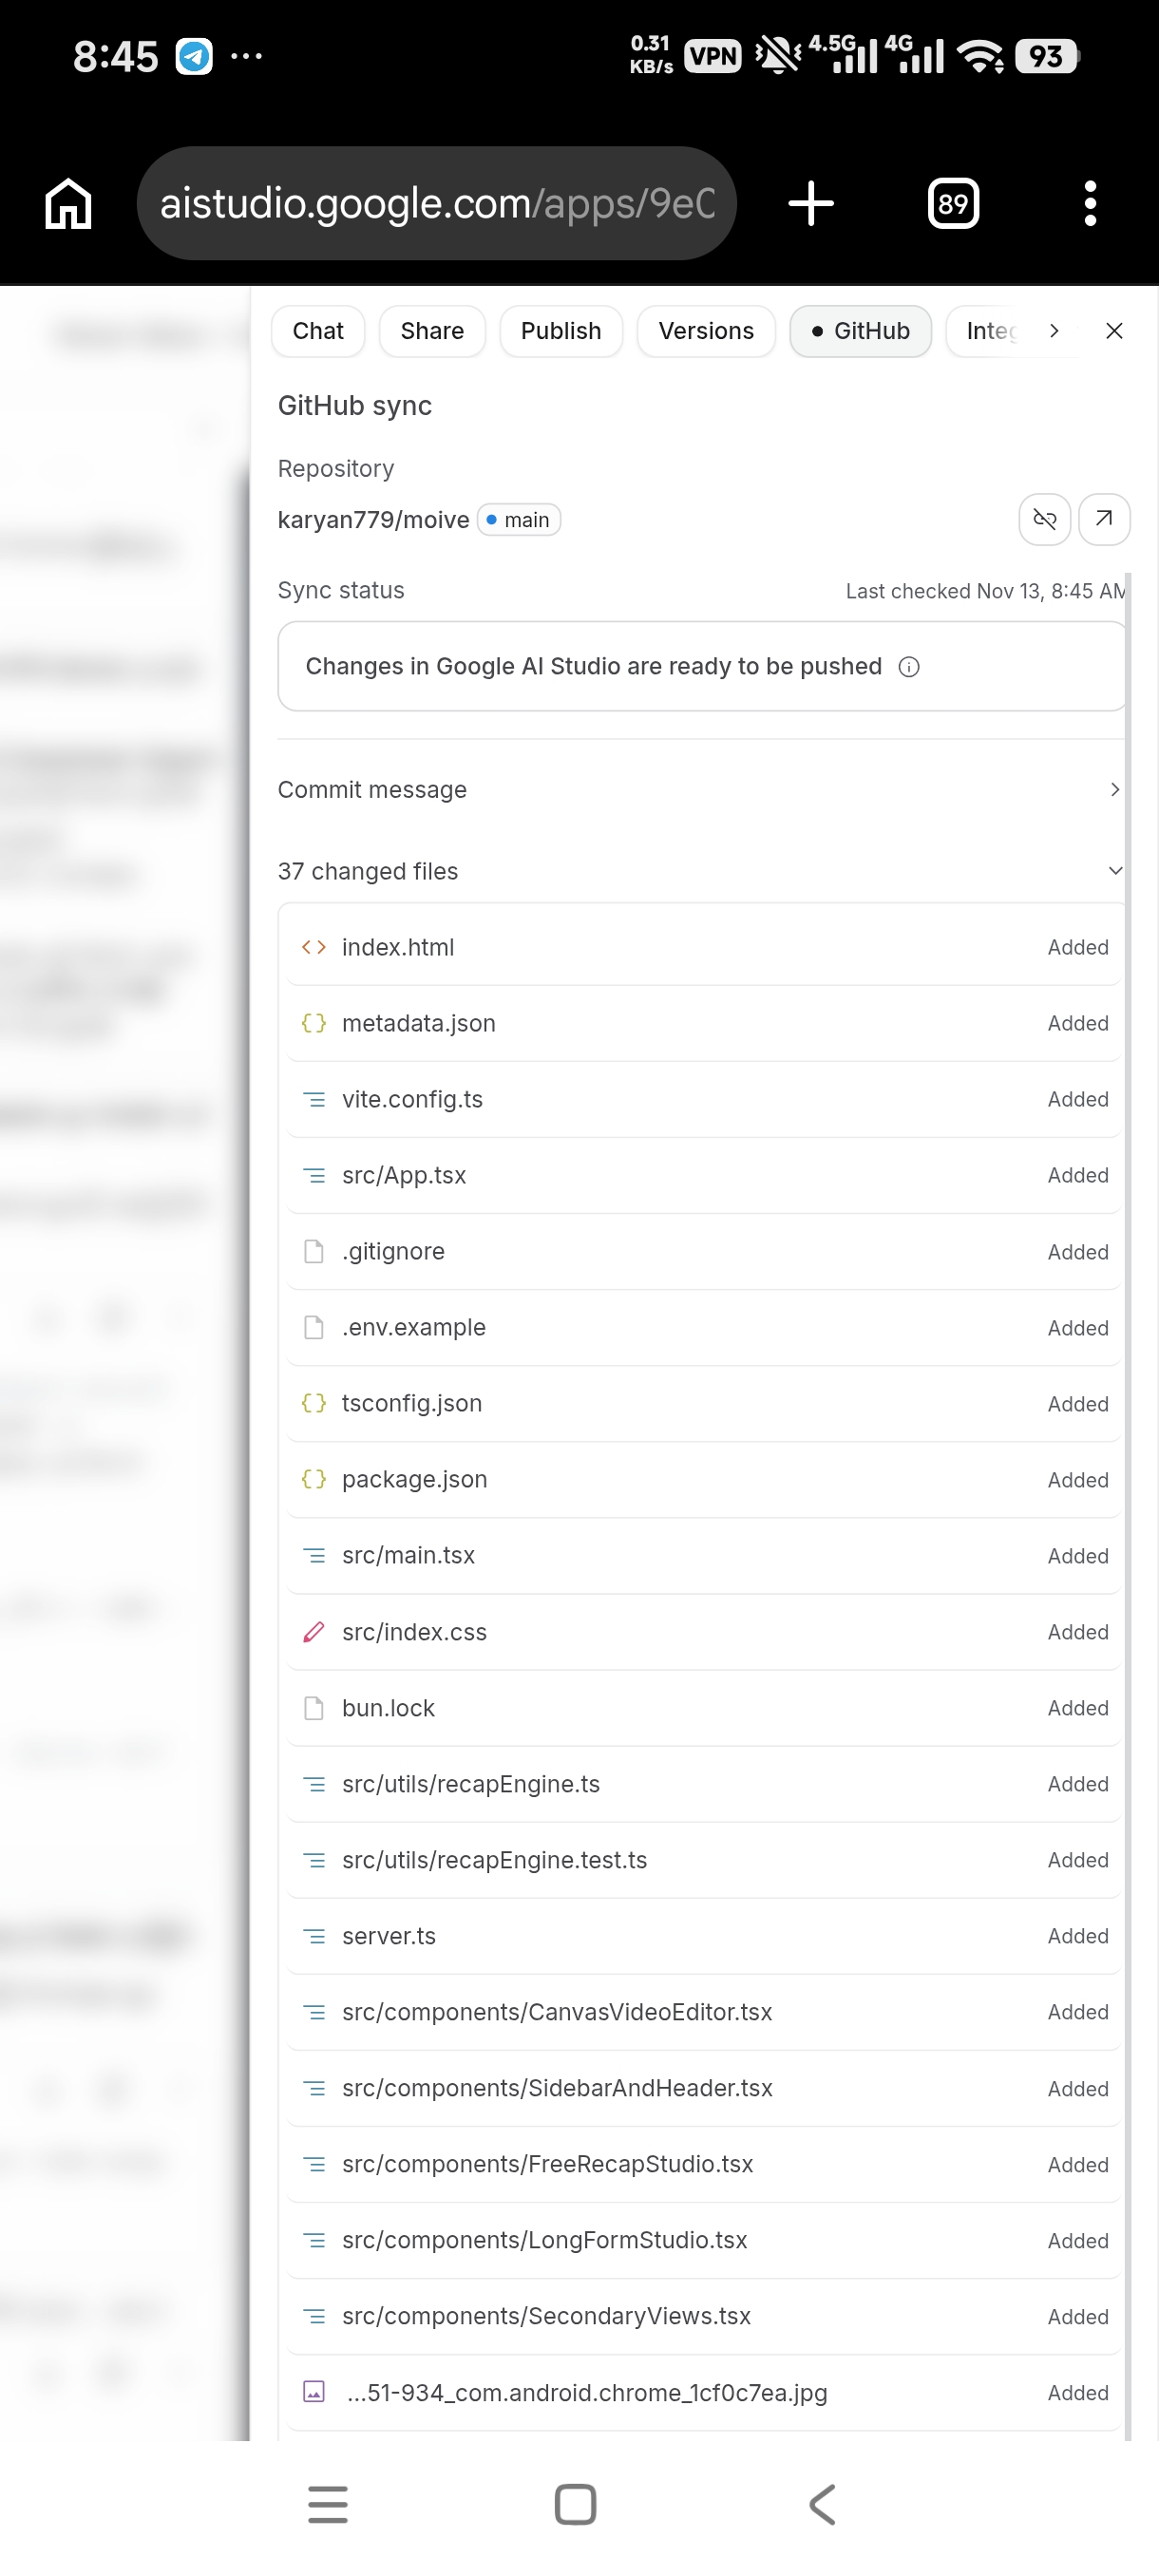 8:45 ...
0.31 KB/s VPN 4.5G 4G 93
aistudio.google.com/apps/9e
89
Chat Share Publish Versions • GitHub Integ
GitHub sync
Repository
karyan779/moive main
Sync status Last checked Nov 13, 8:45 AM
Changes in Google AI Studio are ready to be pushed
Commit message
37 changed files
index.html Added
metadata.json Added
vite.config.ts Added
src/App.tsx Added
.gitignore Added
.env.example Added
tsconfig.json Added
package.json Added
src/main.tsx Added
src/index.css Added
bun.lock Added
src/utils/recapEngine.ts Added
src/utils/recapEngine.test.ts Added
server.ts Added
src/components/CanvasVideoEditor.tsx Added
src/components/SidebarAndHeader.tsx Added
src/components/FreeRecapStudio.tsx Added
src/components/LongFormStudio.tsx Added
src/components/SecondaryViews.tsx Added
...51-934_com.android.chrome_1cf0c7ea.jpg Added